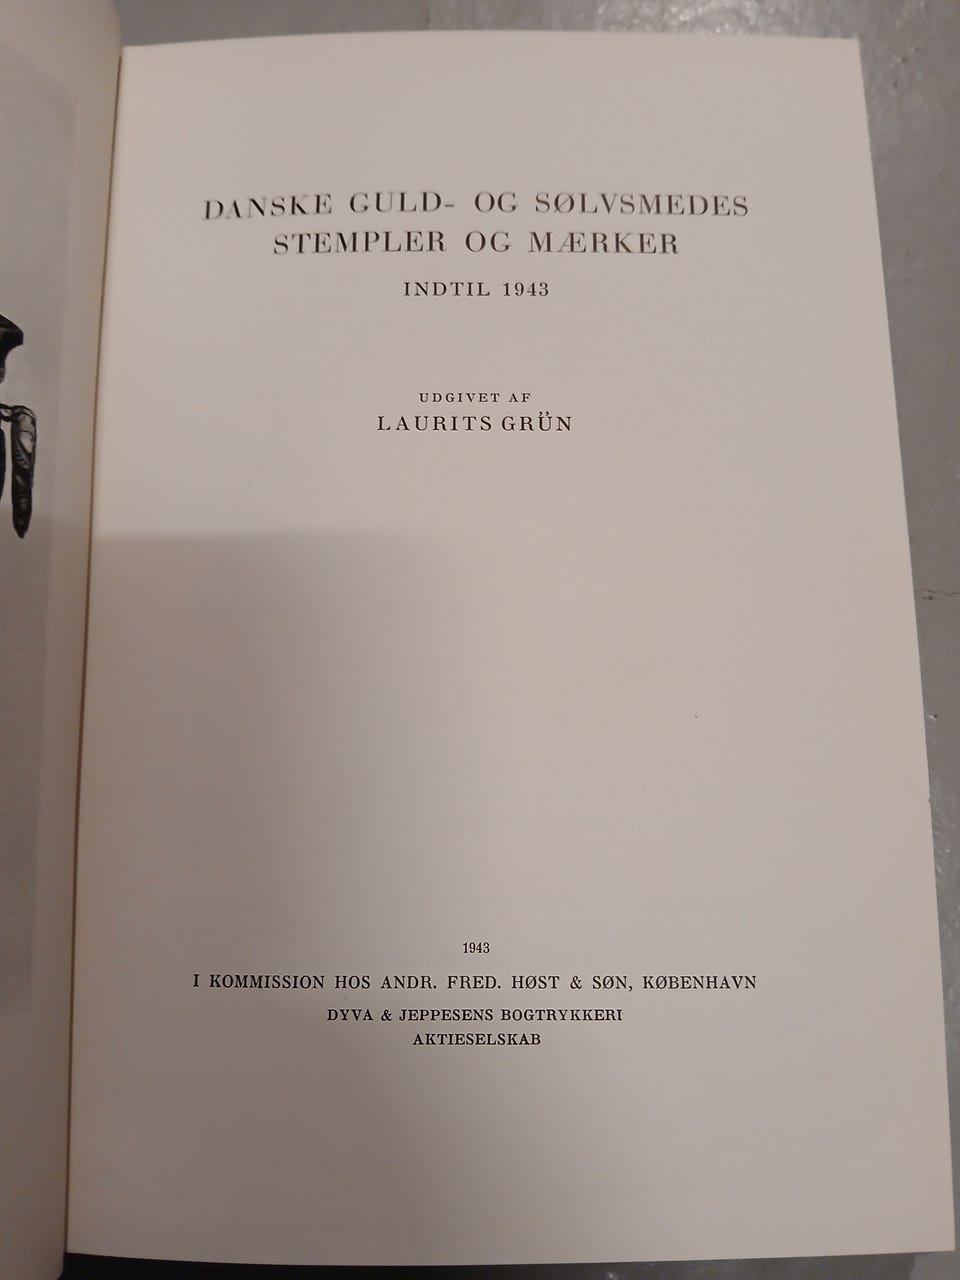 DANSKE GULD- OG SØLVSMEDES
STEMPLER OG MÆRKER
INDTIL 1943
UDGIVET AF
LAURITS GRÜN
1943
I KOMMISSION HOS ANDR. FRED. HØST & SØN, KØBENHAVN
DYVA & JEPPESENS BOGTRYKKERI
AKTIESELSKAB